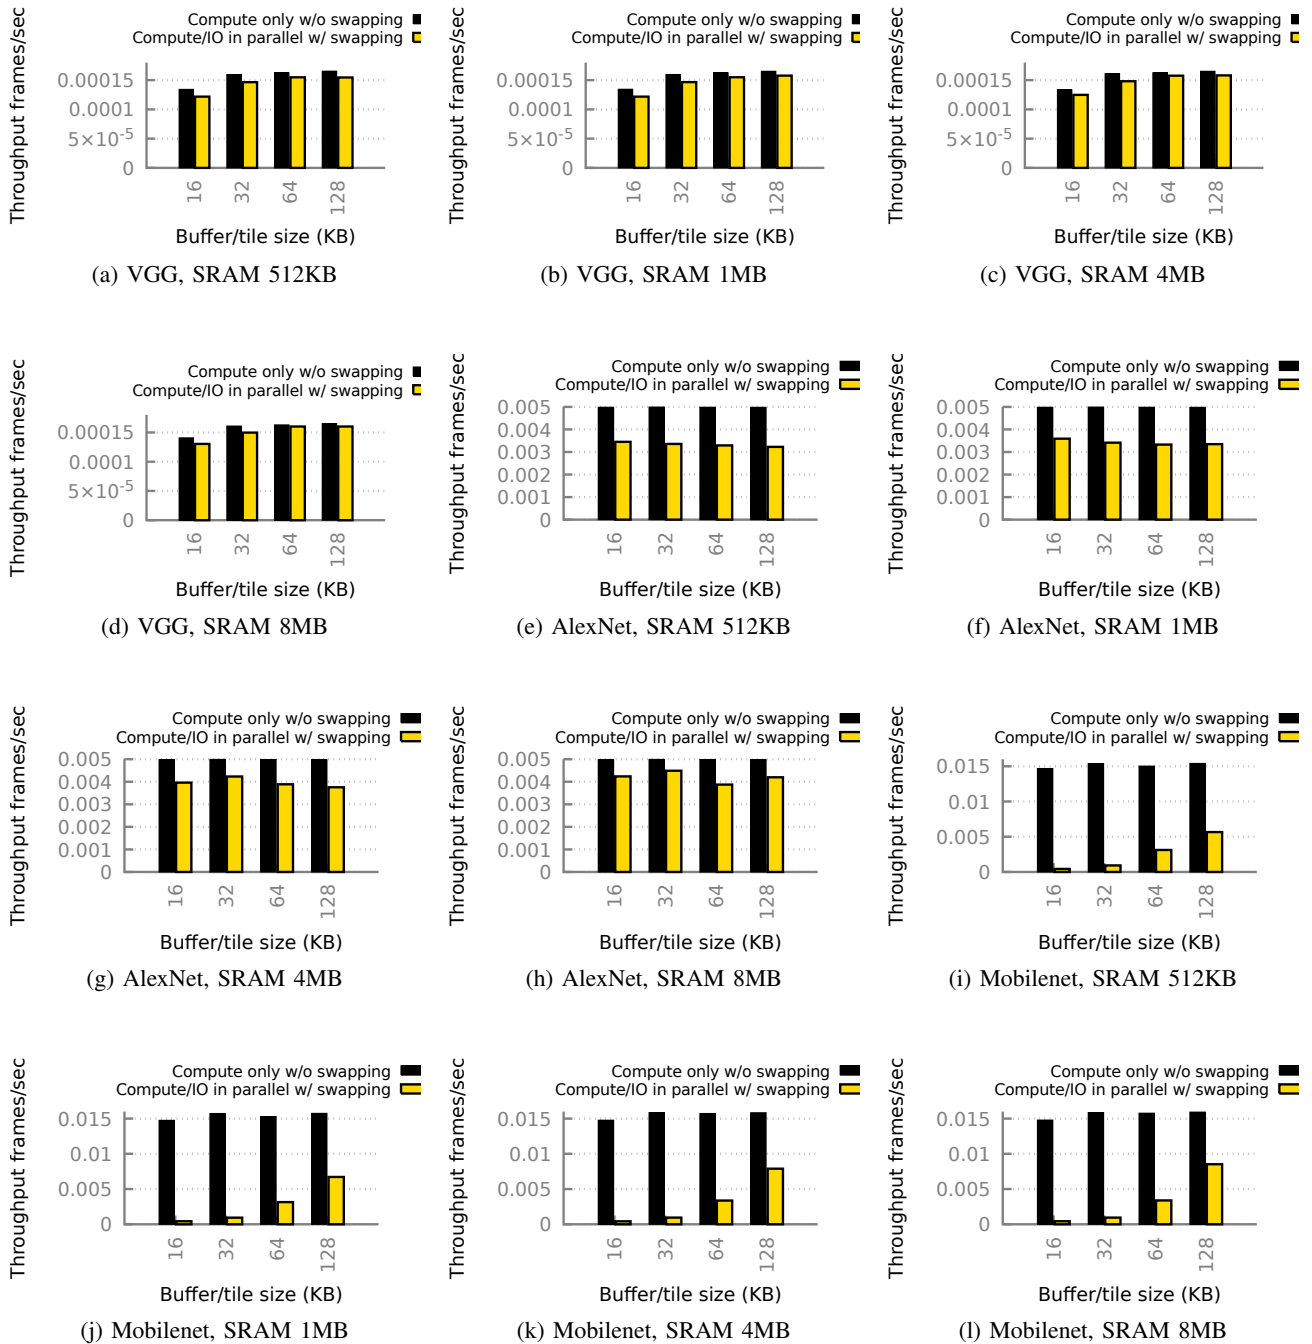 Throughput frames/sec
Compute only w/o swapping
Compute/IO in parallel w/ swapping
0.00015
0.0001
5×10⁻⁵
0
16
32
64
128
Buffer/tile size (KB)
(a) VGG, SRAM 512KB
Throughput frames/sec
Compute only w/o swapping
Compute/IO in parallel w/ swapping
0.00015
0.0001
5×10⁻⁵
0
16
32
64
128
Buffer/tile size (KB)
(b) VGG, SRAM 1MB
Throughput frames/sec
Compute only w/o swapping
Compute/IO in parallel w/ swapping
0.00015
0.0001
5×10⁻⁵
0
16
32
64
128
Buffer/tile size (KB)
(c) VGG, SRAM 4MB
Throughput frames/sec
Compute only w/o swapping
Compute/IO in parallel w/ swapping
0.00015
0.0001
5×10⁻⁵
0
16
32
64
128
Buffer/tile size (KB)
(d) VGG, SRAM 8MB
Throughput frames/sec
Compute only w/o swapping
Compute/IO in parallel w/ swapping
0.005
0.004
0.003
0.002
0.001
0
16
32
64
128
Buffer/tile size (KB)
(e) AlexNet, SRAM 512KB
Throughput frames/sec
Compute only w/o swapping
Compute/IO in parallel w/ swapping
0.005
0.004
0.003
0.002
0.001
0
16
32
64
128
Buffer/tile size (KB)
(f) AlexNet, SRAM 1MB
Throughput frames/sec
Compute only w/o swapping
Compute/IO in parallel w/ swapping
0.005
0.004
0.003
0.002
0.001
0
16
32
64
128
Buffer/tile size (KB)
(g) AlexNet, SRAM 4MB
Throughput frames/sec
Compute only w/o swapping
Compute/IO in parallel w/ swapping
0.005
0.004
0.003
0.002
0.001
0
16
32
64
128
Buffer/tile size (KB)
(h) AlexNet, SRAM 8MB
Throughput frames/sec
Compute only w/o swapping
Compute/IO in parallel w/ swapping
0.015
0.01
0.005
0
16
32
64
128
Buffer/tile size (KB)
(i) Mobilenet, SRAM 512KB
Throughput frames/sec
Compute only w/o swapping
Compute/IO in parallel w/ swapping
0.015
0.01
0.005
0
16
32
64
128
Buffer/tile size (KB)
(j) Mobilenet, SRAM 1MB
Throughput frames/sec
Compute only w/o swapping
Compute/IO in parallel w/ swapping
0.015
0.01
0.005
0
16
32
64
128
Buffer/tile size (KB)
(k) Mobilenet, SRAM 4MB
Throughput frames/sec
Compute only w/o swapping
Compute/IO in parallel w/ swapping
0.015
0.01
0.005
0
16
32
64
128
Buffer/tile size (KB)
(l) Mobilenet, SRAM 8MB